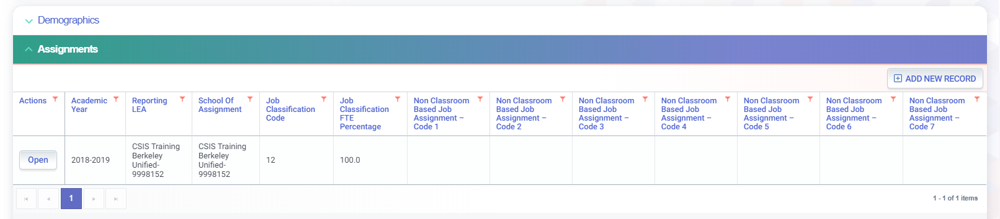 Demographics
Assignments
ADD NEW RECORD
Actions
Academic
Year
Reporting
LEA
School Of
Assignment
Job
Classification
Code
Job
Classification
FTE
Percentage
Non Classroom
Based Job
Assignment –
Code 1
Non Classroom
Based Job
Assignment –
Code 2
Non Classroom
Based Job
Assignment –
Code 3
Non Classroom
Based Job
Assignment –
Code 4
Non Classroom
Based Job
Assignment –
Code 5
Non Classroom
Based Job
Assignment –
Code 6
Non Classroom
Based Job
Assignment –
Code 7
Open
2018-2019
CSIS Training
Berkeley
Unified-
9998152
CSIS Training
Berkeley
Unified-
9998152
12
100.0
1
1 - 1 of 1 items